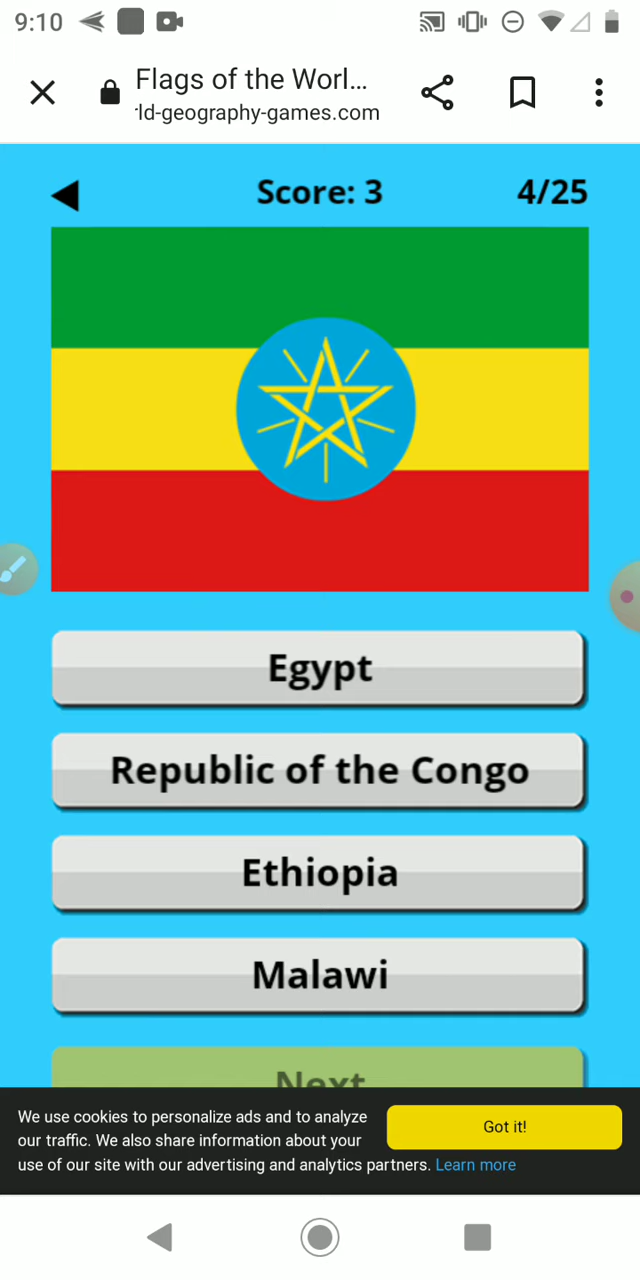 9:10
Flags of the Worl...
rld-geography-games.com
Score: 3
4/25
Egypt
Republic of the Congo
Ethiopia
Malawi
Next
We use cookies to personalize ads and to analyze
our traffic. We also share information about your
use of our site with our advertising and analytics partners. Learn more
Got it!